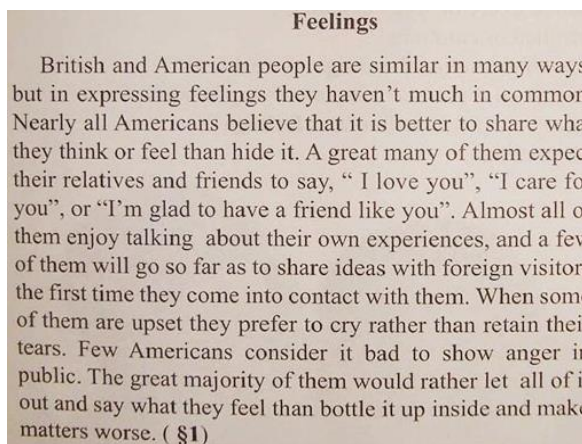 Feelings
British and American people are similar in many ways
but in expressing feelings they haven't much in common
Nearly all Americans believe that it is better to share wha
they think or feel than hide it. A great many of them expec
their relatives and friends to say, “ I love you”, “I care fo
you”, or “I'm glad to have a friend like you”. Almost all o
them enjoy talking about their own experiences, and a few
of them will go so far as to share ideas with foreign visitor
the first time they come into contact with them. When som
of them are upset they prefer to cry rather than retain thei
tears. Few Americans consider it bad to show anger i
public. The great majority of them would rather let all of i
out and say what they feel than bottle it up inside and make
matters worse. ( §1)